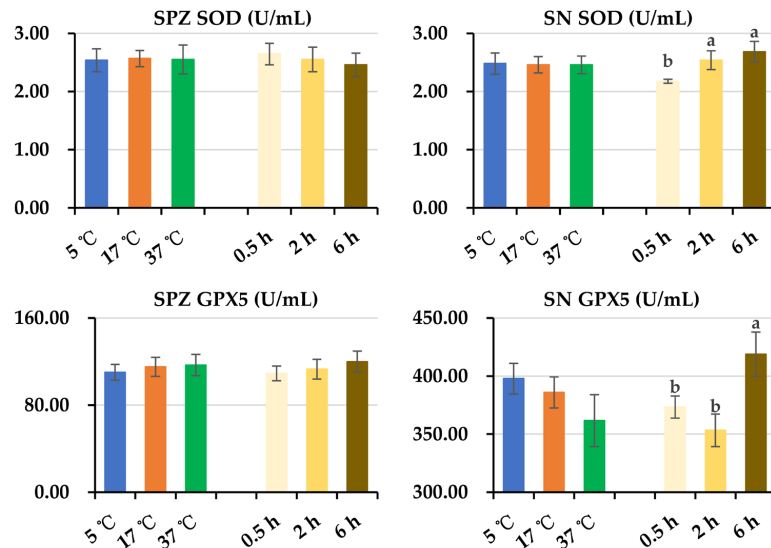 SPZ SOD (U/mL)
3.00
2.00
1.00
0.00
5 ℃
17 ℃
37 ℃
0.5 h
2 h
6 h
SN SOD (U/mL)
3.00
2.00
1.00
0.00
b
a
a
5 ℃
17 ℃
37 ℃
0.5 h
2 h
6 h
SPZ GPX5 (U/mL)
160.00
80.00
0.00
5 ℃
17 ℃
37 ℃
0.5 h
2 h
6 h
SN GPX5 (U/mL)
450.00
400.00
350.00
300.00
b
b
a
5 ℃
17 ℃
37 ℃
0.5 h
2 h
6 h